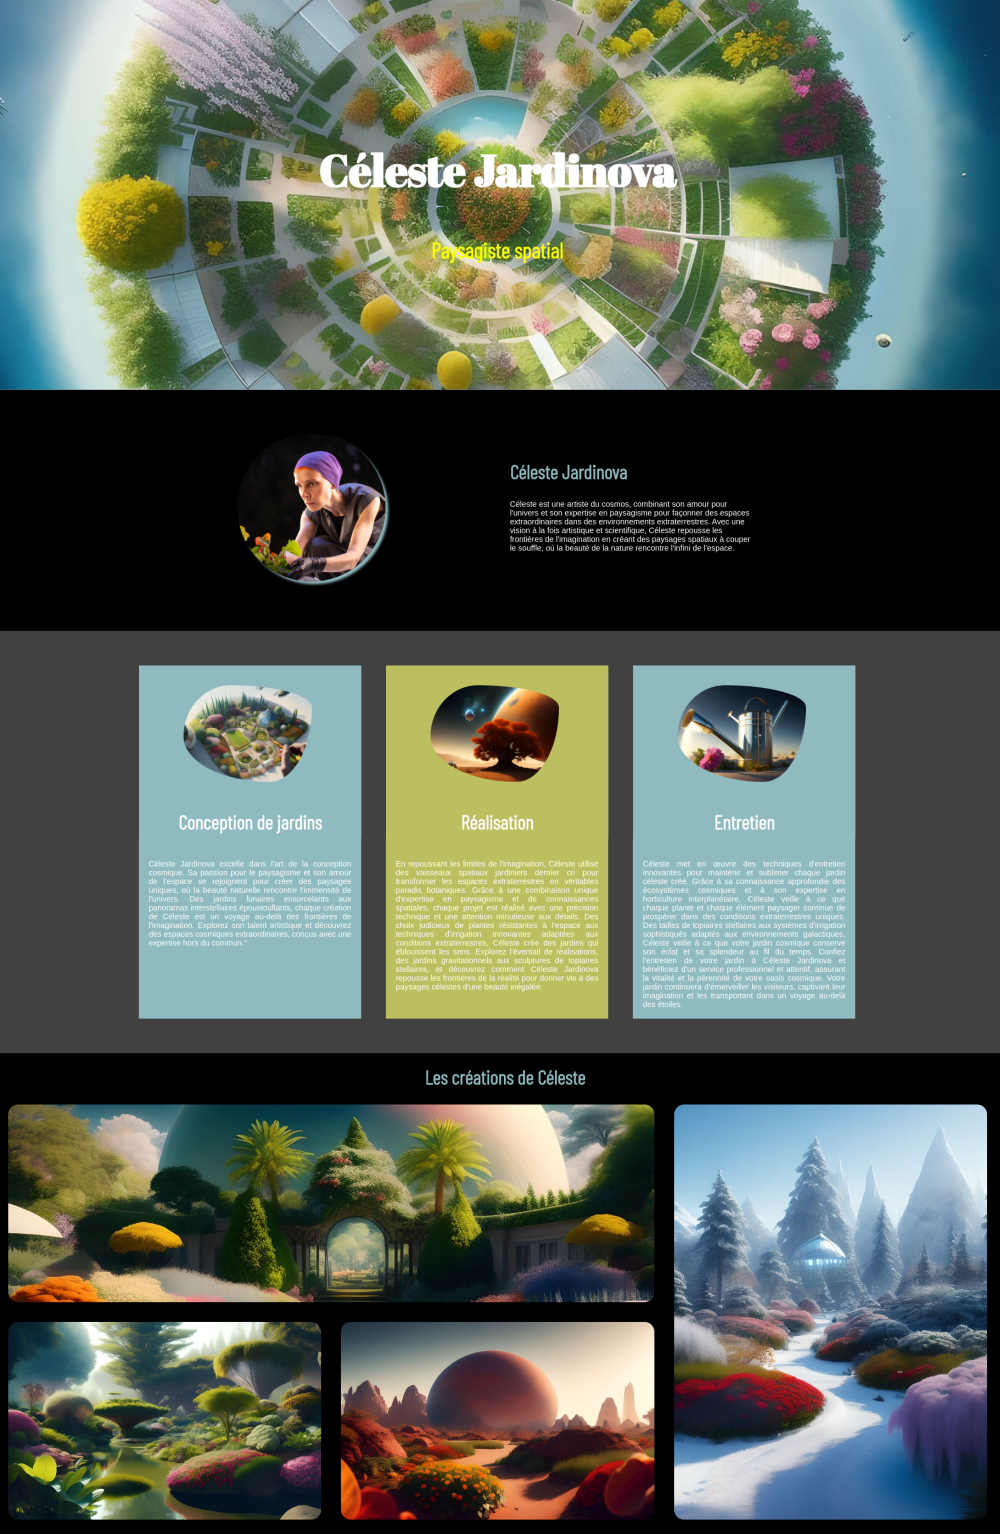 Céleste Jardinova
Paysagiste spatial
Céleste Jardinova
Céleste est une artiste du cosmos, combinant son amour pour
l'univers et son expertise en paysagisme pour façonner des espaces
extraordinaires dans des environnements extraterrestres. Avec une
vision à la fois artistique et scientifique, Céleste repousse les
frontières de l'imagination en créant des paysages spatiaux à couper
le souffle, où la beauté de la nature rencontre l'infini de l'espace.
Conception de jardins
Céleste Jardinova excelle dans l'art de la conception
cosmique. Sa passion pour le paysagisme et son amour
de l'espace se rejoignent pour créer des paysages
uniques, où la beauté naturelle rencontre l'immensité de
l'univers. Des jardins lunaires ensorcelants aux
panoramas interstellaires époustouflants, chaque création
de Céleste est un voyage au-delà des frontières de
l'imagination. Explorez son talent artistique et découvrez
des espaces cosmiques extraordinaires, conçus avec une
expertise hors du commun."
Réalisation
En repoussant les limites de l'imagination, Céleste utilise
des vaisseaux spatiaux jardiniers dernier cri pour
transformer les espaces extraterrestres en véritables
paradis botaniques. Grâce à une combinaison unique
d'expertise en paysagisme et de connaissances
spatiales, chaque projet est réalisé avec une précision
technique et une attention minutieuse aux détails. Des
choix judicieux de plantes résistantes à l'espace aux
techniques d'irrigation innovantes adaptées aux
conditions extraterrestres, Céleste crée des jardins qui
éblouissent les sens. Explorez l'éventail de réalisations,
des jardins gravitationnels aux sculptures de topiaires
stellaires, et découvrez comment Céleste Jardinova
repousse les frontières de la réalité pour donner vie à des
paysages célestes d'une beauté inégalée.
Entretien
Céleste met en œuvre des techniques d'entretien
innovantes pour maintenir et sublimer chaque jardin
céleste créé. Grâce à sa connaissance approfondie des
écosystèmes cosmiques et à son expertise en
horticulture interplanétaire, Céleste veille à ce que
chaque plante et chaque élément paysager continue de
prospérer dans des conditions extraterrestres uniques.
Des tailles de topiaires stellaires aux systèmes d'irrigation
sophistiqués adaptés aux environnements galactiques,
Céleste veille à ce que votre jardin cosmique conserve
son éclat et sa splendeur au fil du temps. Confiez
l'entretien de votre jardin à Céleste Jardinova et
bénéficiez d'un service professionnel et attentif, assurant
la vitalité et la pérennité de votre oasis cosmique. Votre
jardin continuera d'émerveiller les visiteurs, captivant leur
imagination et les transportant dans un voyage au-delà
des étoiles.
Les créations de Céleste